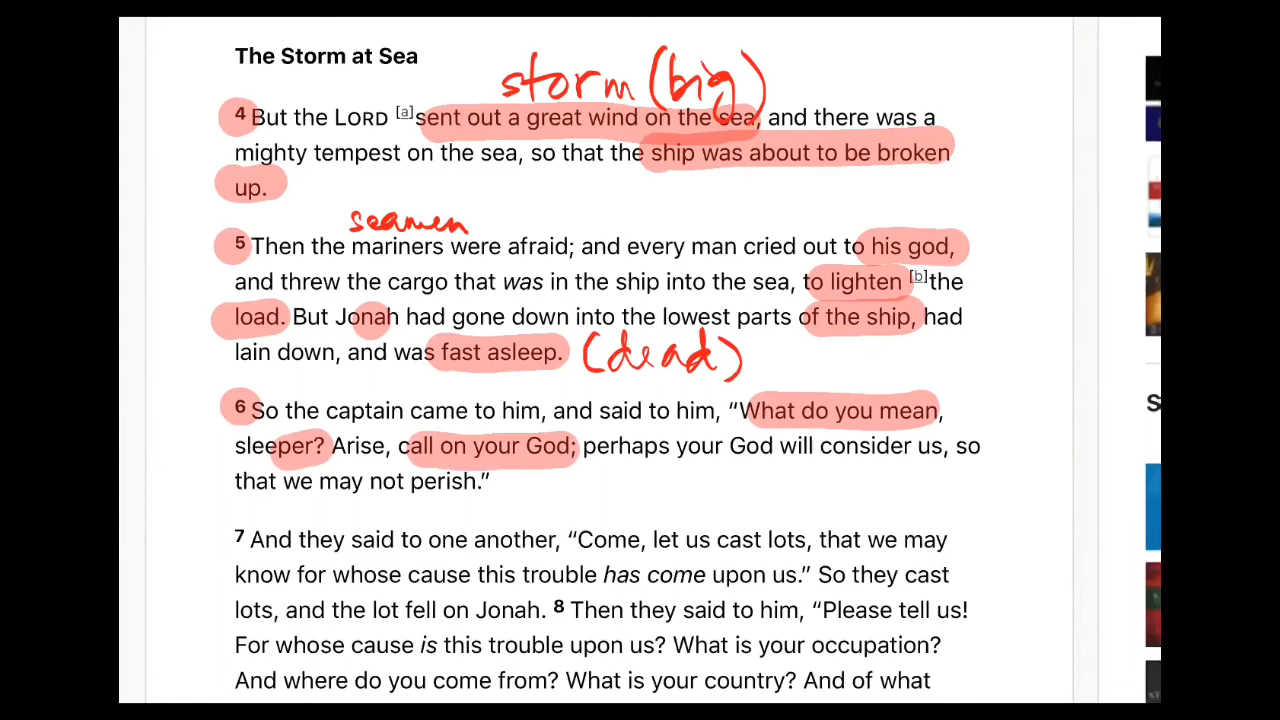 The Storm at Sea
storm (big)
4 But the LORD [a]sent out a great wind on the sea, and there was a
mighty tempest on the sea, so that the ship was about to be broken
up.
seamen
5 Then the mariners were afraid; and every man cried out to his god,
and threw the cargo that was in the ship into the sea, to lighten [b]the
load. But Jonah had gone down into the lowest parts of the ship, had
lain down, and was fast asleep. (dead)
6 So the captain came to him, and said to him, “What do you mean,
sleeper? Arise, call on your God; perhaps your God will consider us, so
that we may not perish.”
7 And they said to one another, “Come, let us cast lots, that we may
know for whose cause this trouble has come upon us.” So they cast
lots, and the lot fell on Jonah. 8 Then they said to him, “Please tell us!
For whose cause is this trouble upon us? What is your occupation?
And where do you come from? What is your country? And of what
S